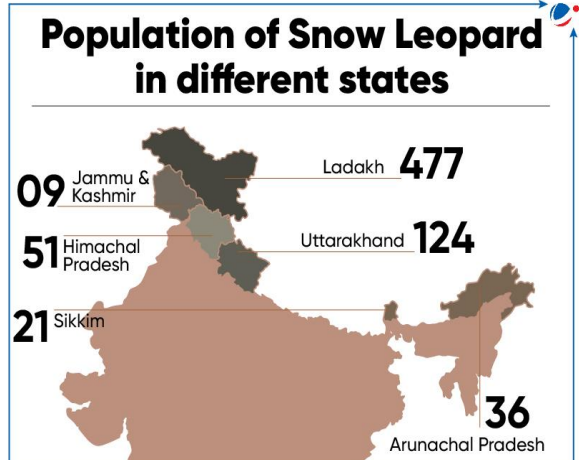 Population of Snow Leopard
in different states
Ladakh 477
09 Jammu &
Kashmir
Uttarakhand 124
51 Himachal
Pradesh
21 Sikkim
36
Arunachal Pradesh